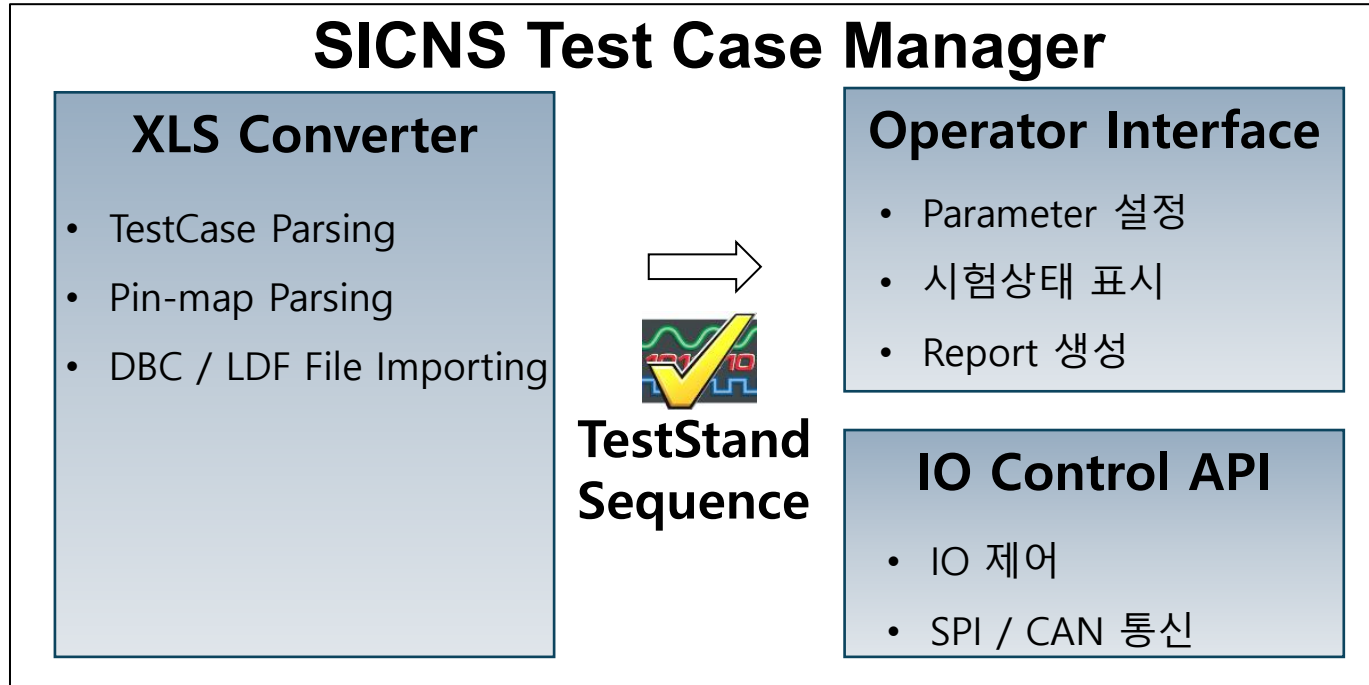 SICNS Test Case Manager
XLS Converter
• TestCase Parsing
• Pin-map Parsing
• DBC / LDF File Importing
TestStand
Sequence
Operator Interface
• Parameter 설정
• 시험상태 표시
• Report 생성
IO Control API
• IO 제어
• SPI / CAN 통신